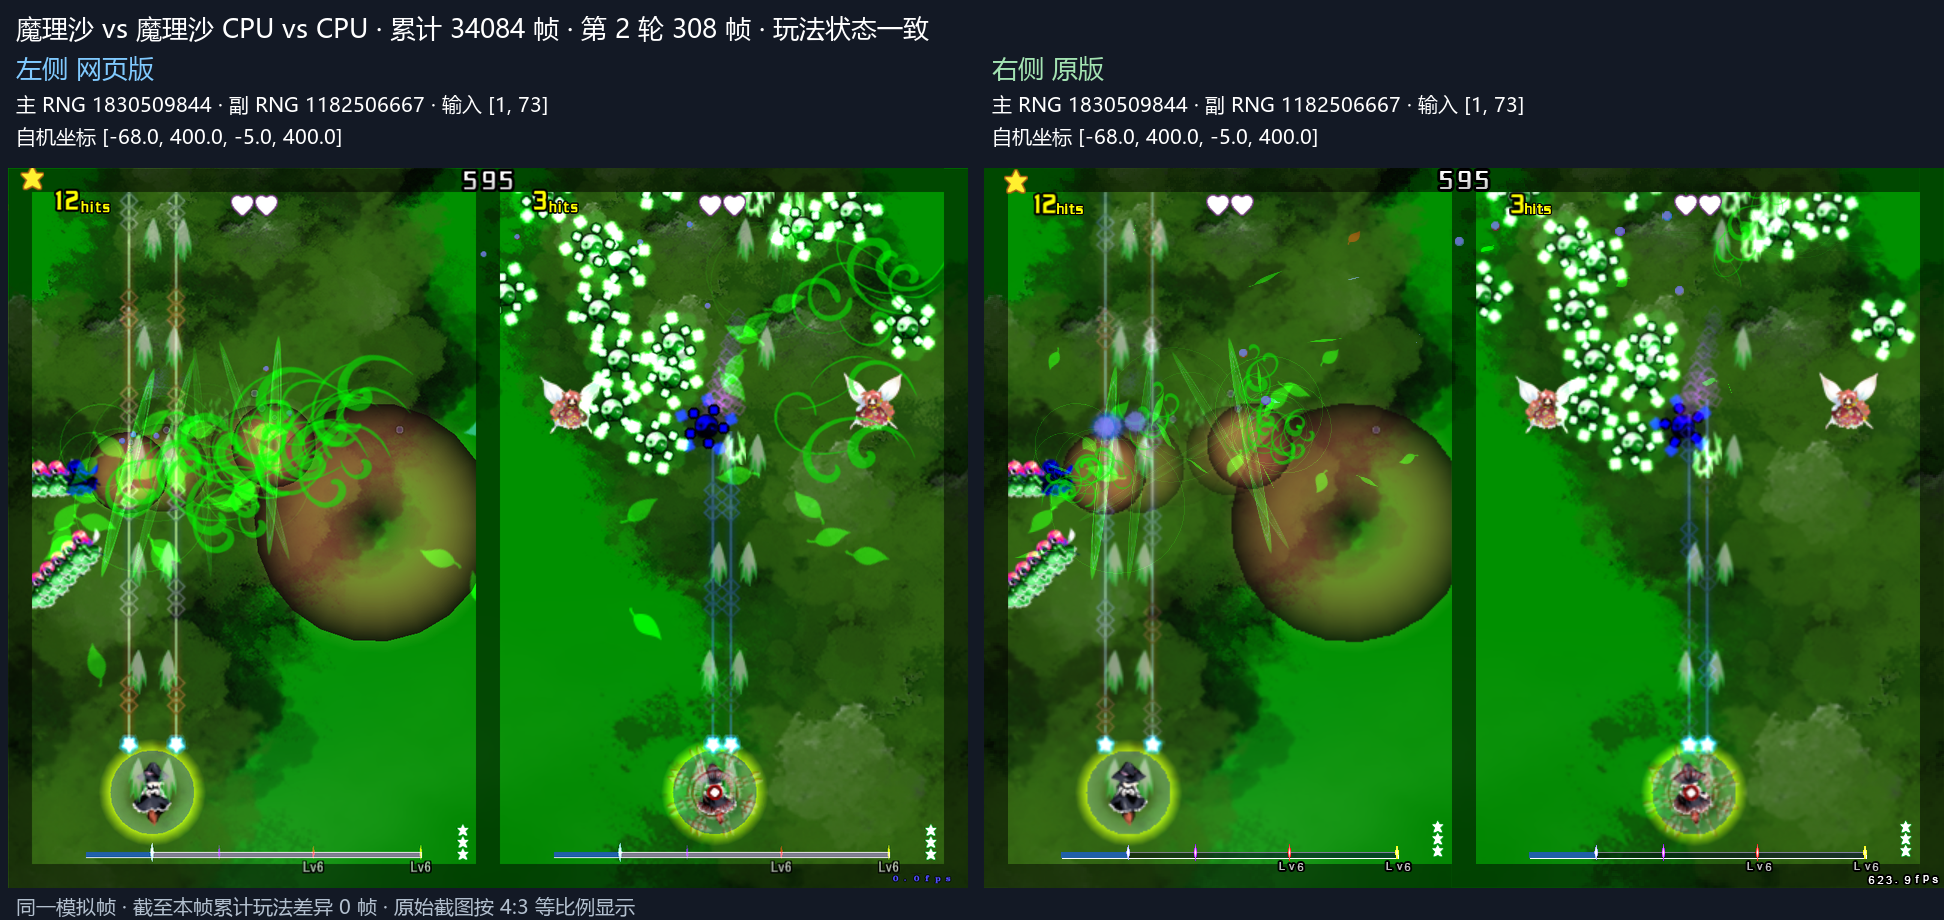 魔理沙 vs 魔理沙 CPU vs CPU · 累计 34084 帧 · 第 2 轮 308 帧 · 玩法状态一致
左侧 网页版
主 RNG 1830509844 · 副 RNG 1182506667 · 输入 [1, 73]
自机坐标 [-68.0, 400.0, -5.0, 400.0]
右侧 原版
主 RNG 1830509844 · 副 RNG 1182506667 · 输入 [1, 73]
自机坐标 [-68.0, 400.0, -5.0, 400.0]
595
12hits
3hits
Lv6
Lv6
Lv6
Lv6
0.0fps
595
12hits
3hits
Lv6
Lv6
Lv6
Lv6
623.9fps
同一模拟帧 · 截至本帧累计玩法差异 0 帧 · 原始截图按 4:3 等比例显示